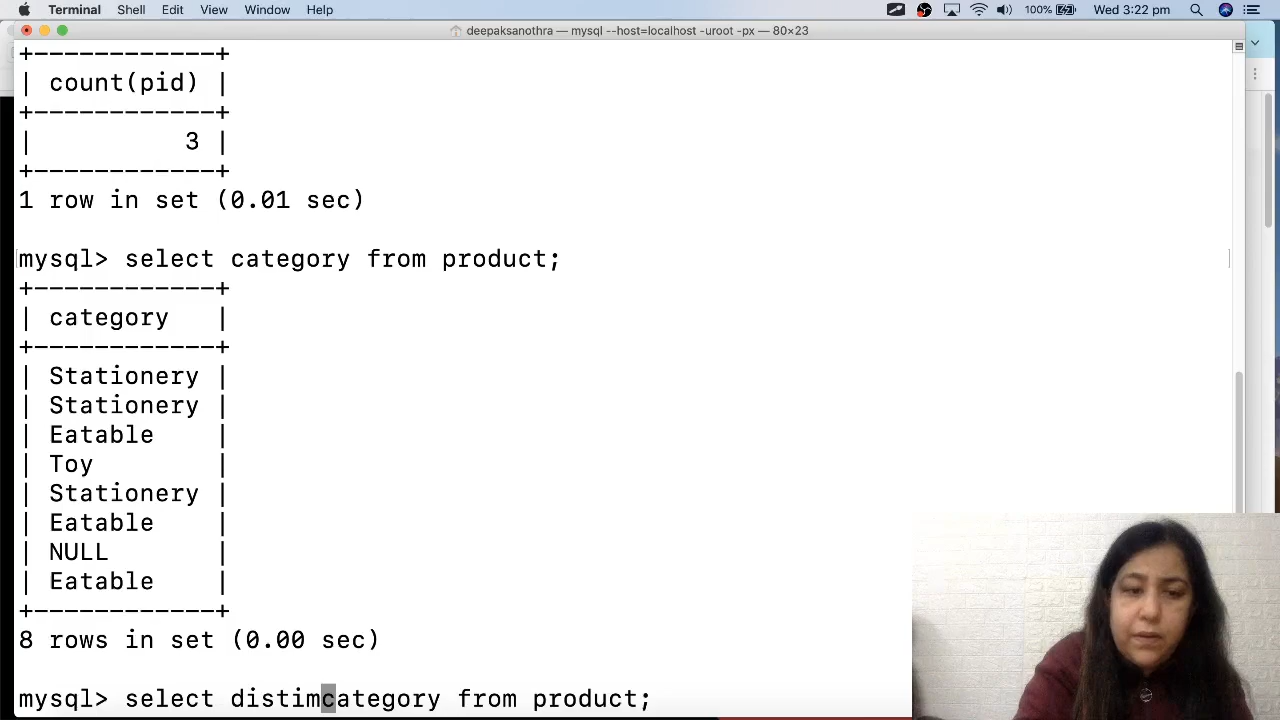 Terminal Shell Edit View Window Help 100% Wed 3:22 pm
deepaksanothra — mysql --host=localhost -uroot -px — 80×23
+------------+
| count(pid) |
+------------+
|          3 |
+------------+
1 row in set (0.01 sec)
mysql> select category from product;
+------------+
| category   |
+------------+
| Stationery |
| Stationery |
| Eatable    |
| Toy        |
| Stationery |
| Eatable    |
| NULL       |
| Eatable    |
+------------+
8 rows in set (0.00 sec)
mysql> select distimcategory from product;